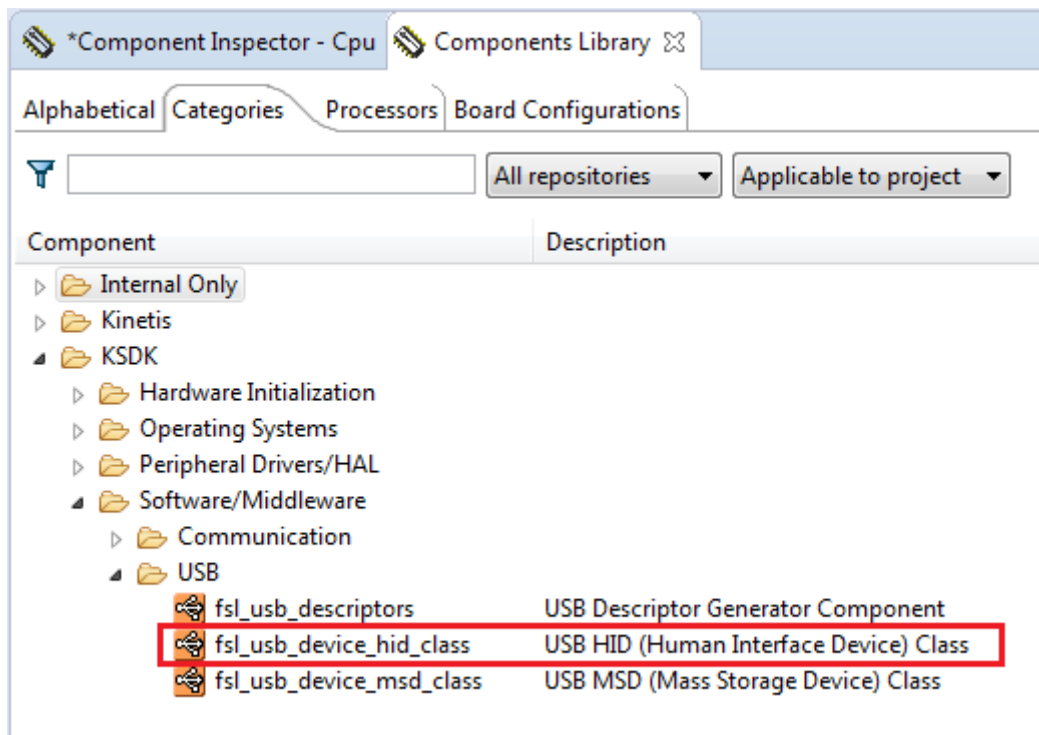 *Component Inspector - Cpu Components Library
Alphabetical Categories Processors Board Configurations
All repositories Applicable to project
Component Description
Internal Only
Kinetis
KSDK
Hardware Initialization
Operating Systems
Peripheral Drivers/HAL
Software/Middleware
Communication
USB
fsl_usb_descriptors USB Descriptor Generator Component
fsl_usb_device_hid_class USB HID (Human Interface Device) Class
fsl_usb_device_msd_class USB MSD (Mass Storage Device) Class